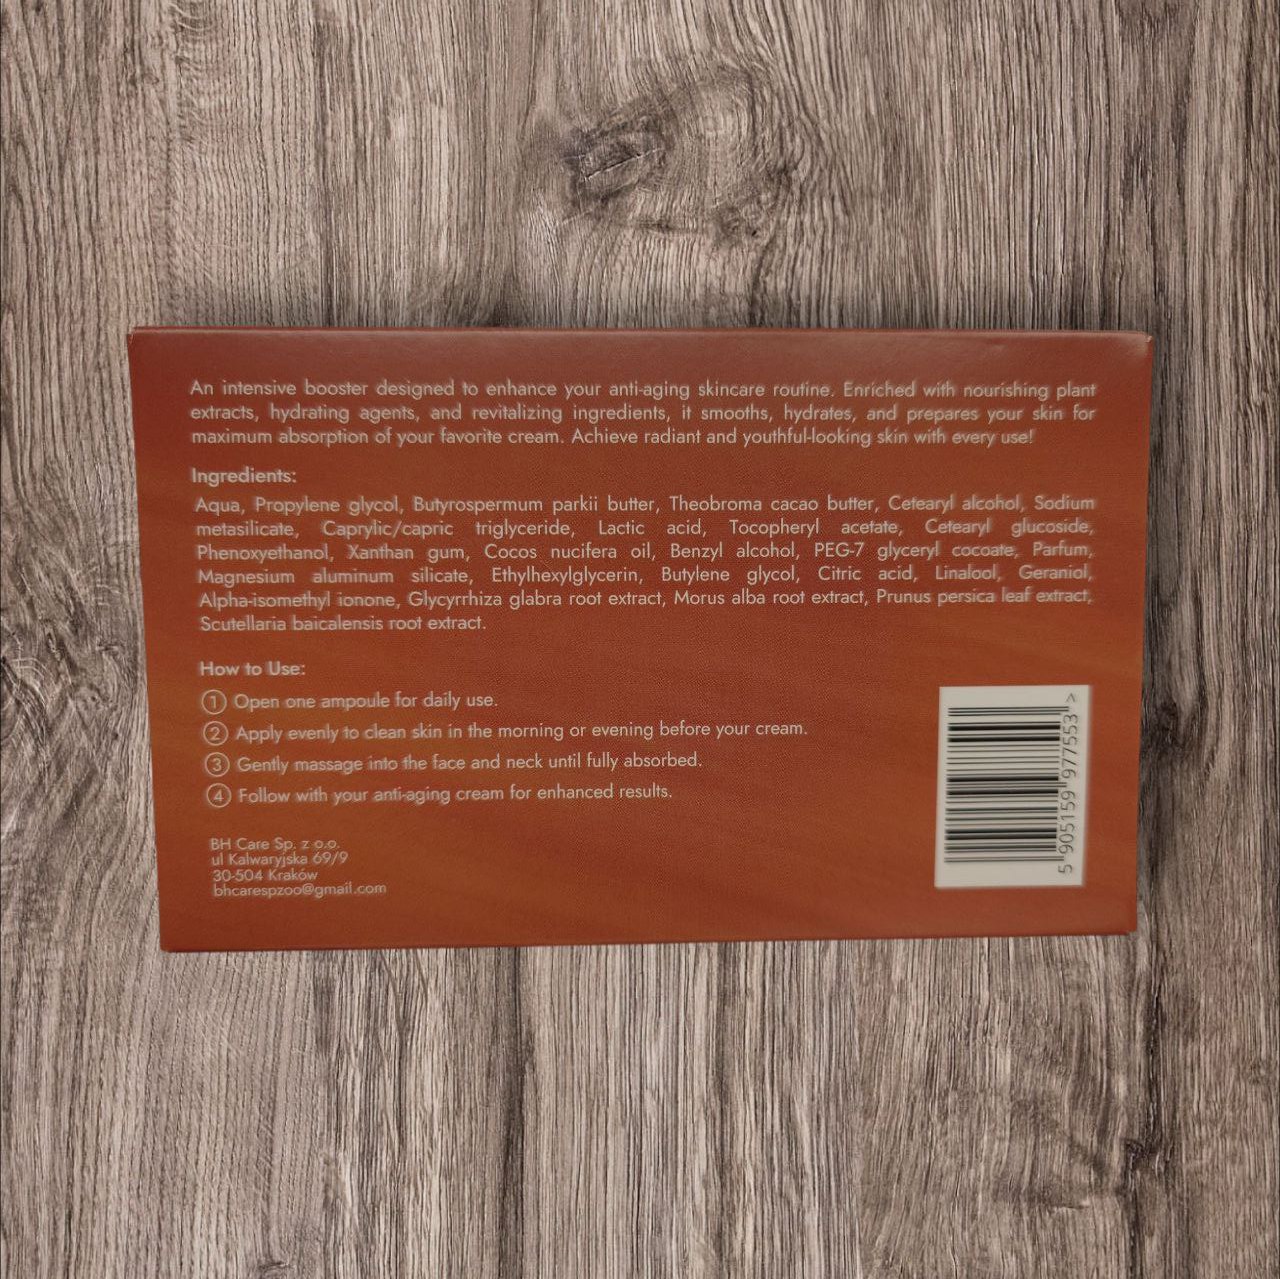 An intensive booster designed to enhance your anti-aging skincare routine. Enriched with nourishing plant
extracts, hydrating agents, and revitalizing ingredients, it smooths, hydrates, and prepares your skin for
maximum absorption of your favorite cream. Achieve radiant and youthful-looking skin with every use!
Ingredients:
Aqua, Propylene glycol, Butyrospermum parkii butter, Theobroma cacao butter, Cetearyl alcohol, Sodium
metasilicate, Caprylic/capric triglyceride, Lactic acid, Tocopheryl acetate, Cetearyl glucoside,
Phenoxyethanol, Xanthan gum, Cocos nucifera oil, Benzyl alcohol, PEG-7 glyceryl cocoate, Parfum,
Magnesium aluminum silicate, Ethylhexylglycerin, Butylene glycol, Citric acid, Linalool, Geraniol,
Alpha-isomethyl ionone, Glycyrrhiza glabra root extract, Morus alba root extract, Prunus persica leaf extract,
Scutellaria baicalensis root extract.
How to Use:
1 Open one ampoule for daily use.
2 Apply evenly to clean skin in the morning or evening before your cream.
3 Gently massage into the face and neck until fully absorbed.
4 Follow with your anti-aging cream for enhanced results.
BH Care Sp. z o.o.
ul Kalwaryjska 69/9
30-504 Kraków
bhcarespzoo@gmail.com
5 905159 977553 >